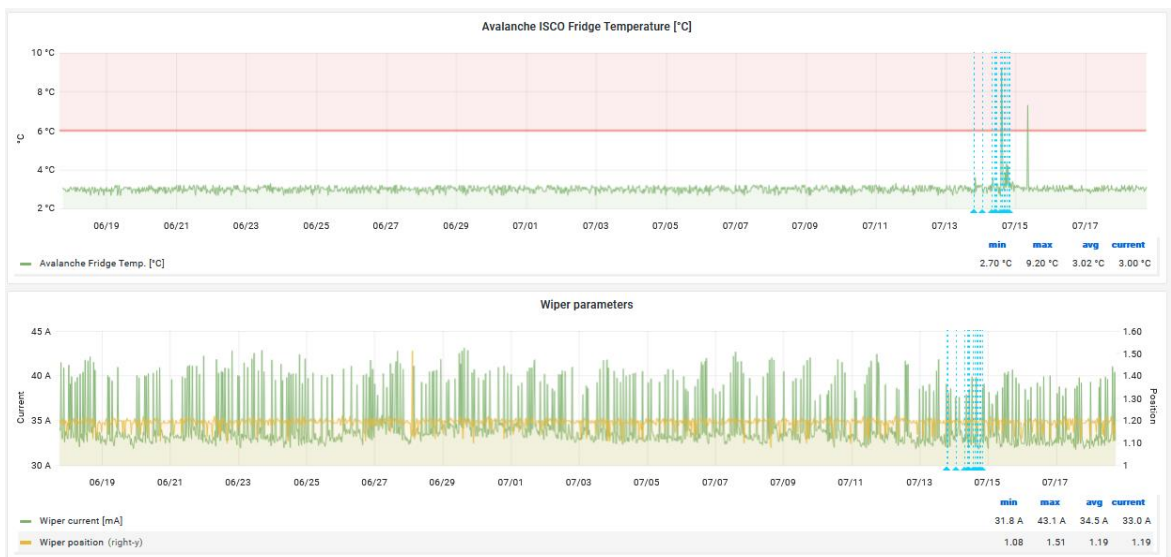 Avalanche ISCO Fridge Temperature [°C]
10 °C
8 °C
6 °C
4 °C
2 °C
°C
06/19 06/21 06/23 06/25 06/27 06/29 07/01 07/03 07/05 07/07 07/09 07/11 07/13 07/15 07/17
min max avg current
Avalanche Fridge Temp. [°C] 2.70 °C 9.20 °C 3.02 °C 3.00 °C
Wiper parameters
45 A 1.60
1.50
40 A 1.40
1.30
35 A 1.20
1.10
30 A 1
Current
Position
06/19 06/21 06/23 06/25 06/27 06/29 07/01 07/03 07/05 07/07 07/09 07/11 07/13 07/15 07/17
min max avg current
Wiper current [mA] 31.8 A 43.1 A 34.5 A 33.0 A
Wiper position (right-y) 1.08 1.51 1.19 1.19